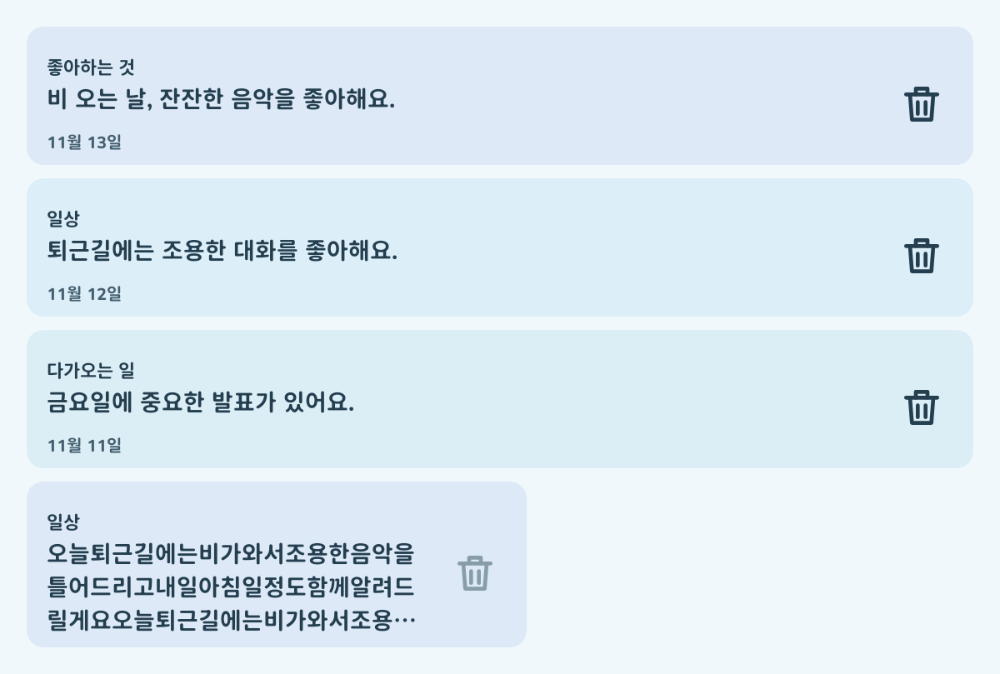 좋아하는 것
비 오는 날, 잔잔한 음악을 좋아해요.
11월 13일
일상
퇴근길에는 조용한 대화를 좋아해요.
11월 12일
다가오는 일
금요일에 중요한 발표가 있어요.
11월 11일
일상
오늘퇴근길에는비가와서조용한음악을
틀어드리고내일아침일정도함께알려드
릴게요오늘퇴근길에는비가와서조용…